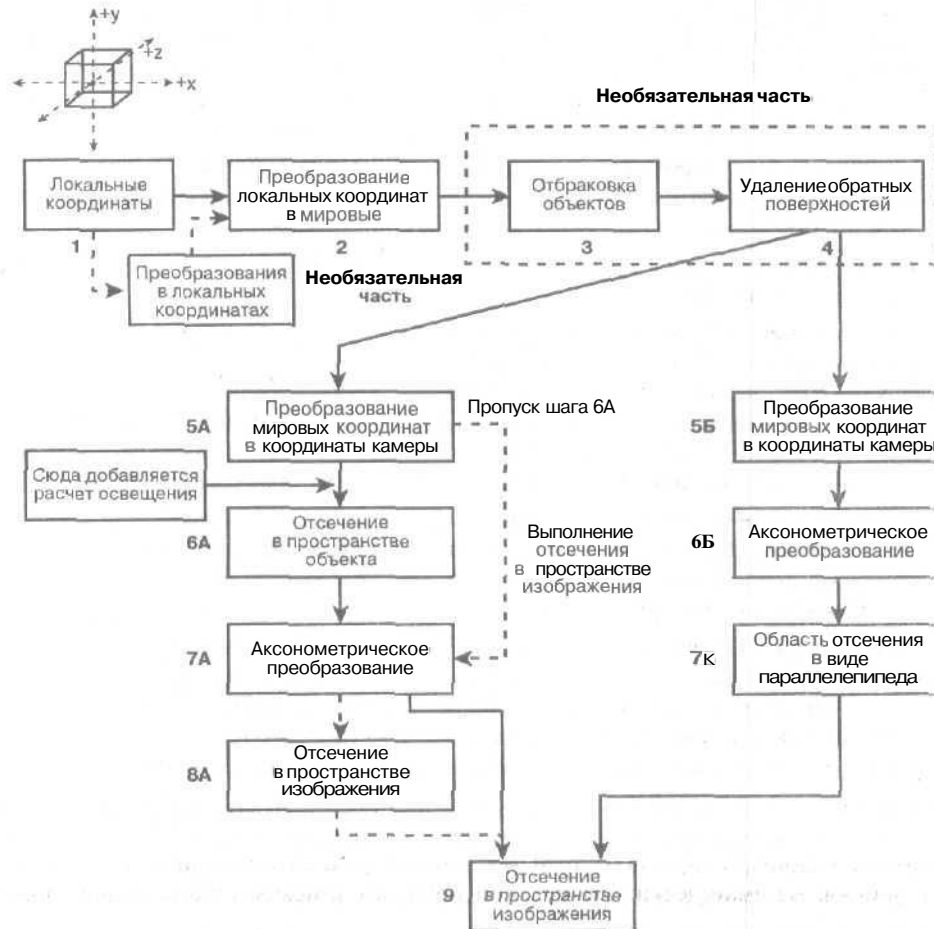 +y
+z
+x
Необязательная часть
Локальные
координаты
1
Преобразование
локальных координат
в мировые
2
Отбраковка
объектов
3
Удаление обратных
поверхностей
4
Преобразования
в локальных
координатах
Необязательная
часть
5А
Преобразование
мировых координат
в координаты камеры
Пропуск шага 6А
5Б
Преобразование
мировых координат
в координаты камеры
Сюда добавляется
расчет освещения
6А
Отсечение
в пространстве
объекта
Выполнение
отсечения
в пространстве
изображения
6Б
Аксонометрическое
преобразование
7А
Аксонометрическое
преобразование
7К
Область отсечения
в виде
параллелепипеда
8А
Отсечение
в пространстве
изображения
9
Отсечение
в пространстве
изображения